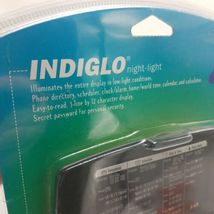 INDIGLO® night-light
Illuminates the entire display in low light conditions.
Phone directory, scheduler, clock/alarm, home/world time, calendar, and calculator.
Easy-to-read, 3-line by 12 character display.
Secret password for personal security.